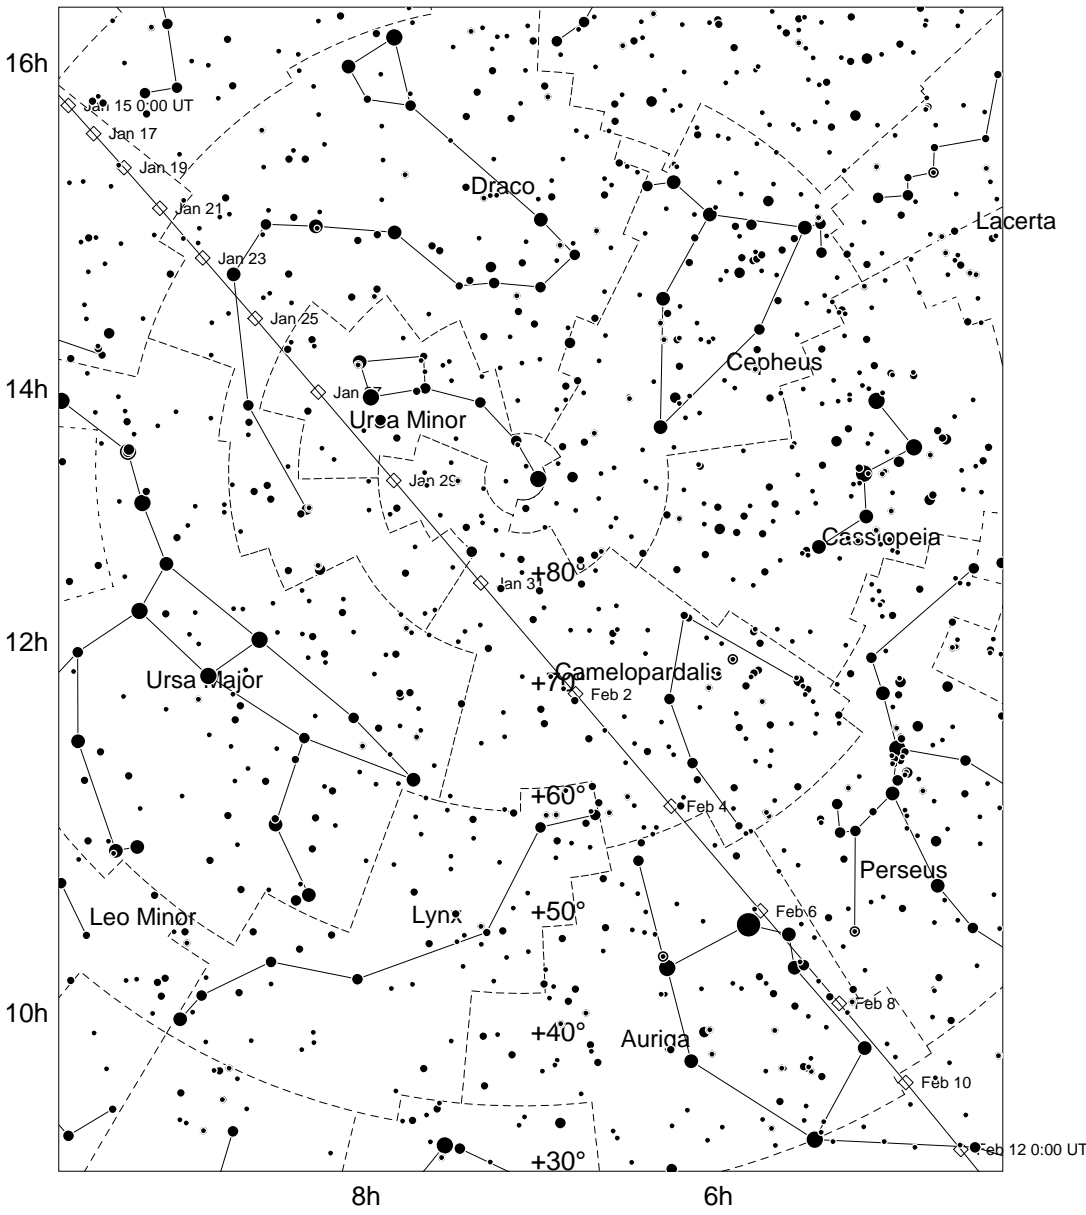 16h
Jan 15 0:00 UT
Jan 17
Jan 19
Draco
Jan 21
Lacerta
Jan 23
Jan 25
Cepheus
14h
Jan 27
Ursa Minor
Jan 29
Cassiopeia
+80°
Jan 31
12h
Camelopardalis
Ursa Major
+70°
Feb 2
+60°
Feb 4
Perseus
Leo Minor
Lynx
+50°
Feb 6
Feb 8
10h
+40°
Auriga
Feb 10
Feb 12 0:00 UT
+30°
8h
6h